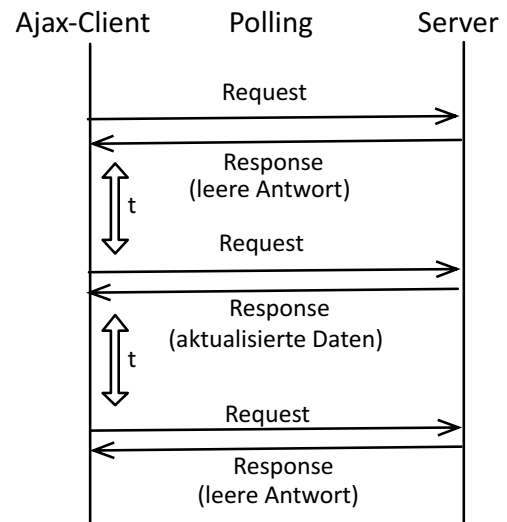 Ajax-Client Polling Server
Request
Response
(leere Antwort)
t
Request
Response
(aktualisierte Daten)
t
Request
Response
(leere Antwort)